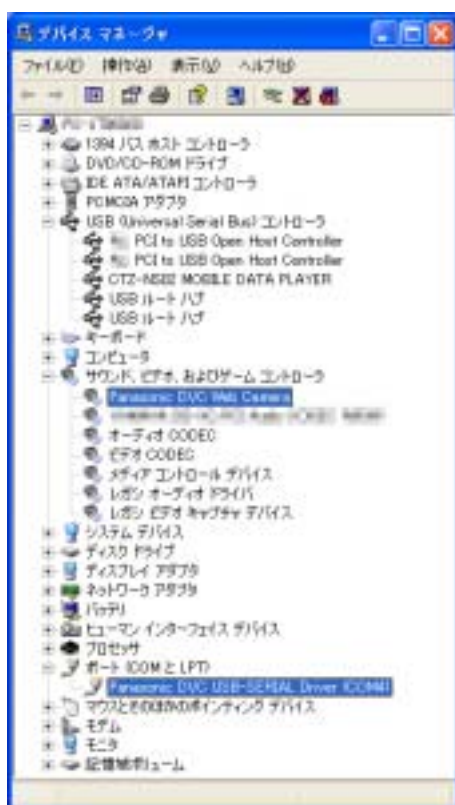 デバイス マネージャ
ファイル(F) 操作(A) 表示(V) ヘルプ(H)
1394 バス ホスト コントローラ
DVD/CD-ROM ドライブ
IDE ATA/ATAPI コントローラ
PCMCIA アダプタ
USB (Universal Serial Bus) コントローラ
PCI to USB Open Host Controller
PCI to USB Open Host Controller
CTZ-NS82 MOBILE DATA PLAYER
USB ルート ハブ
USB ルート ハブ
キーボード
コンピュータ
サウンド、ビデオ、およびゲーム コントローラ
Panasonic DVC Web Camera
オーディオ CODEC
ビデオ CODEC
メディア コントロール デバイス
レガシ オーディオ ドライバ
レガシ ビデオ キャプチャ デバイス
システム デバイス
ディスク ドライブ
ディスプレイ アダプタ
ネットワーク アダプタ
バッテリ
ヒューマン インターフェイス デバイス
プロセッサ
ポート (COM と LPT)
Panasonic DVC USB-SERIAL Driver (COM4)
マウスとそのほかのポインティング デバイス
モデム
モニタ
記憶域ボリューム